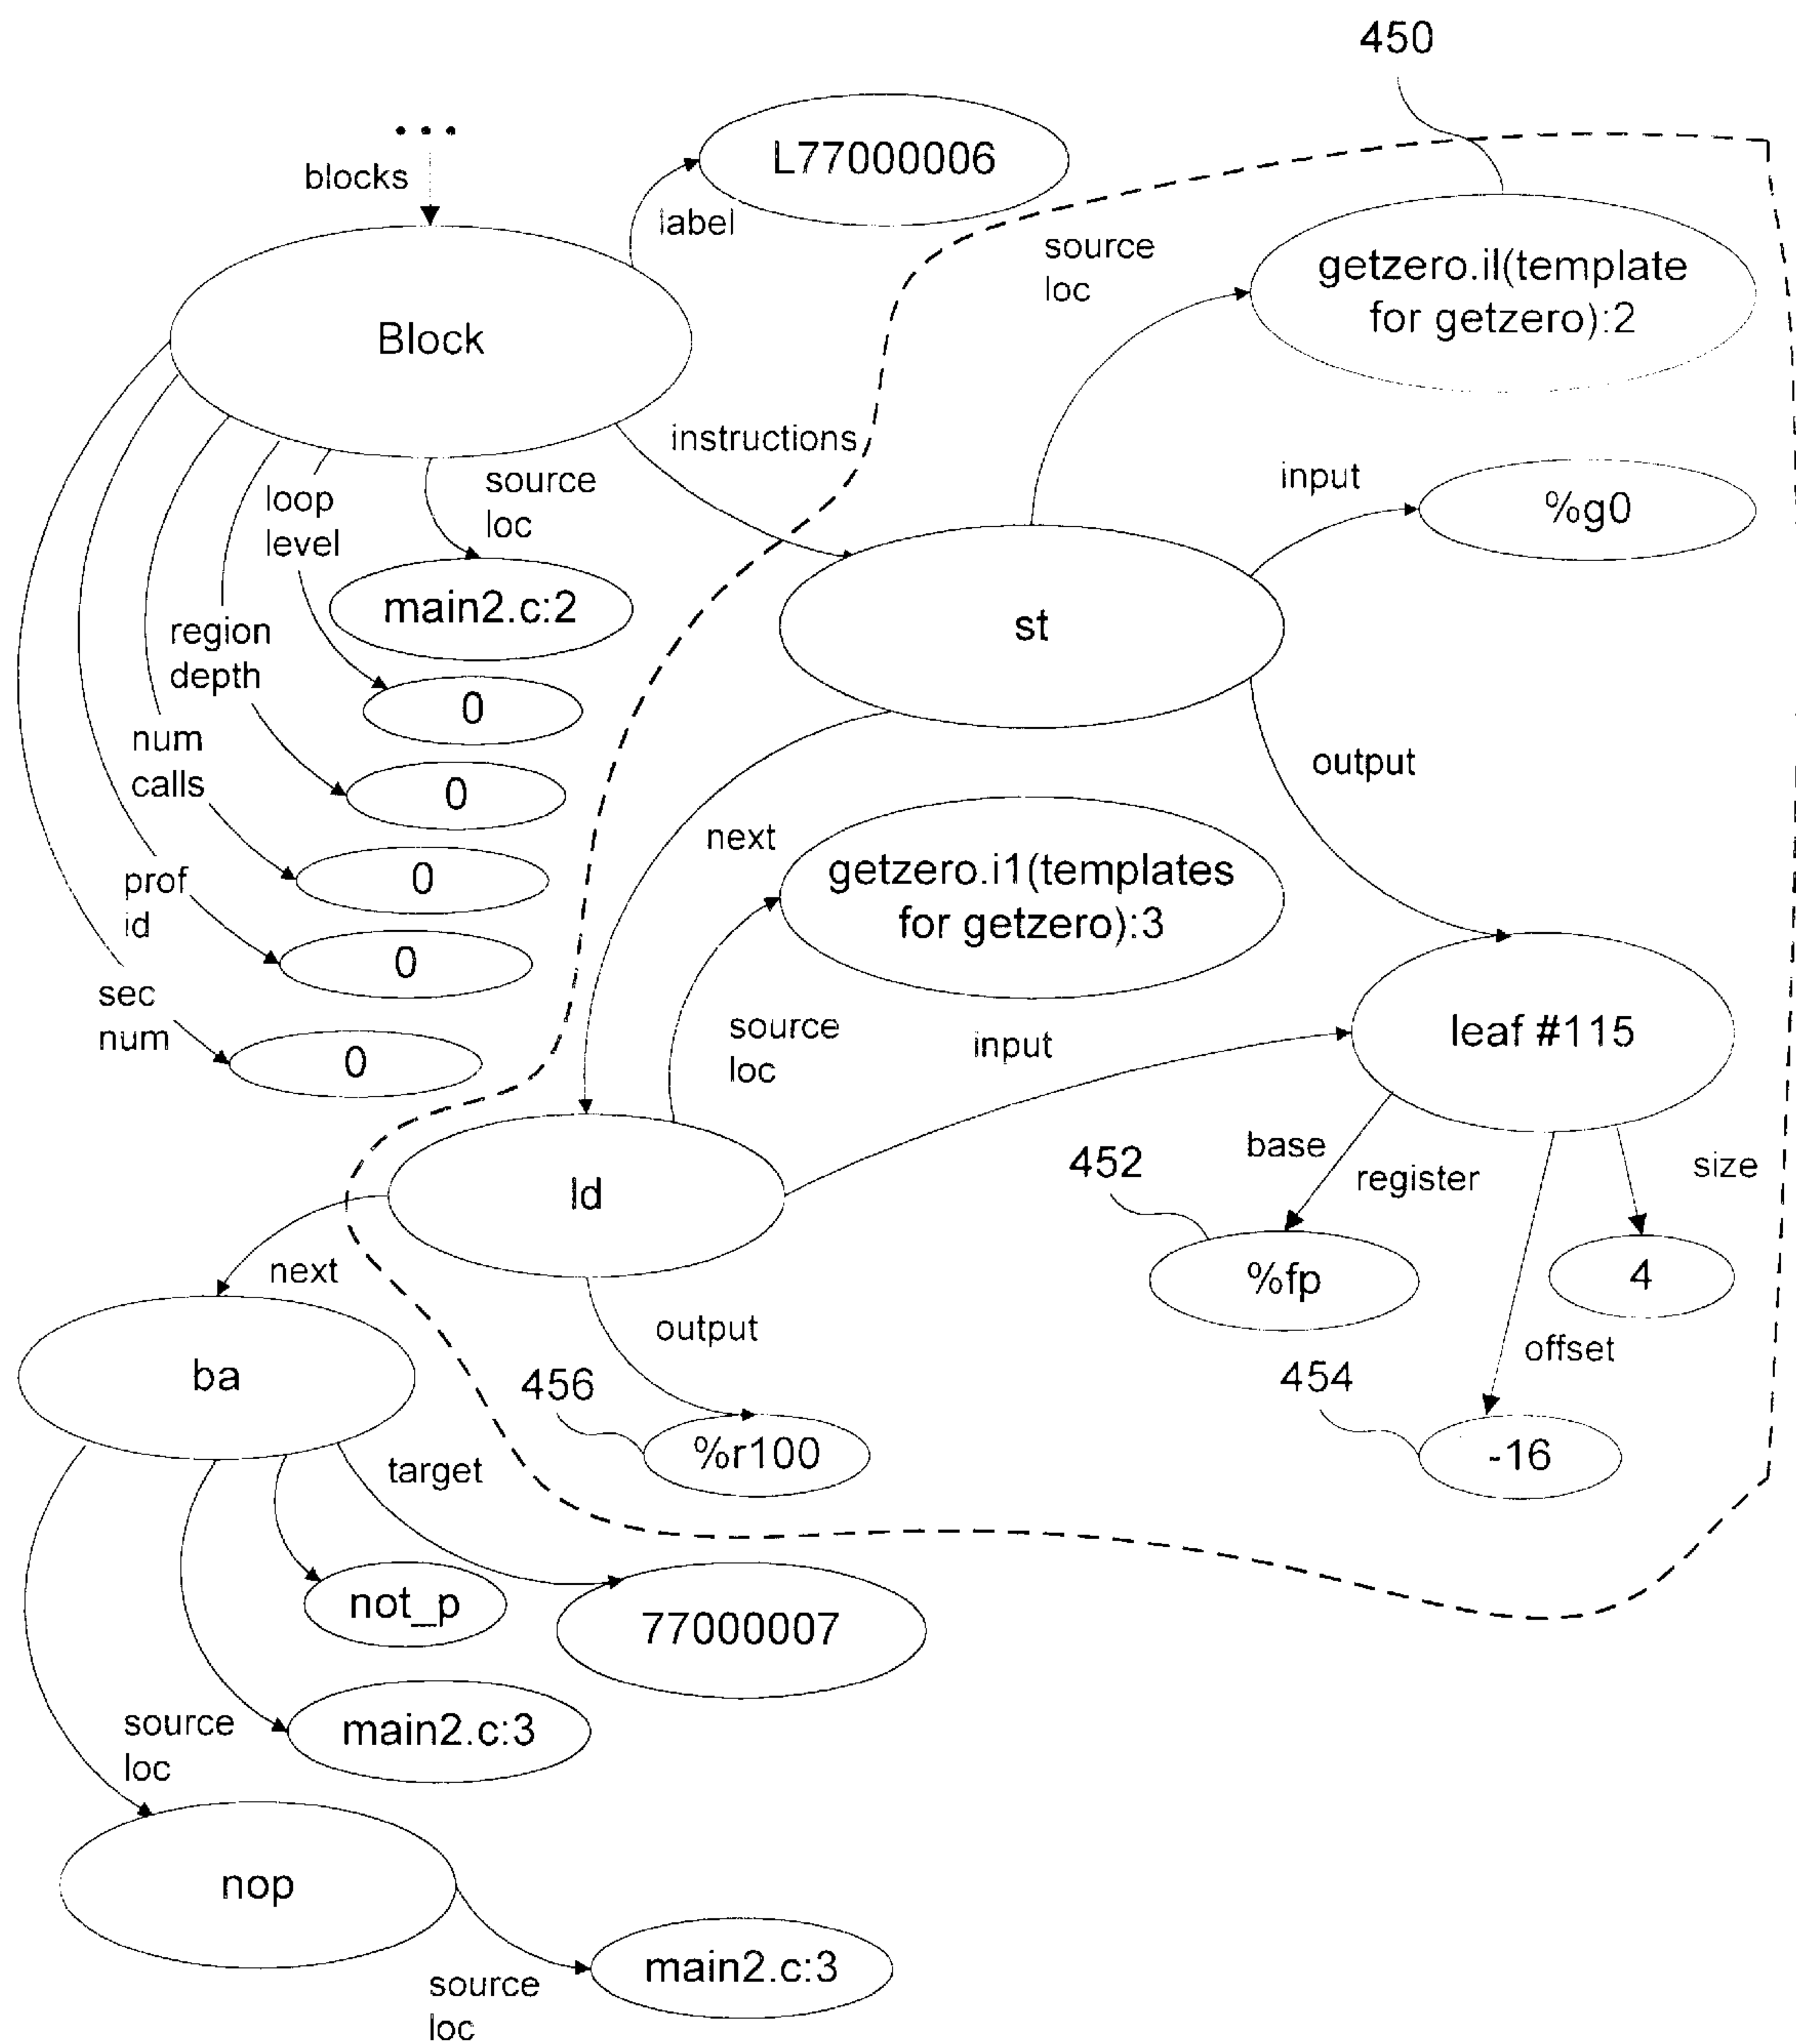 450
...
blocks
L77000006
label
source
loc
getzero.il(template
for getzero):2
Block
instructions
input
%g0
loop
level
source
loc
main2.c:2
st
region
depth
0
output
num
calls
0
next
getzero.i1(templates
for getzero):3
prof
id
0
0
sec
num
0
source
loc
input
leaf #115
base
register
size
452
ld
%fp
4
next
output
offset
ba
456
454
%r100
-16
target
not_p
77000007
source
loc
main2.c:3
nop
source
loc
main2.c:3